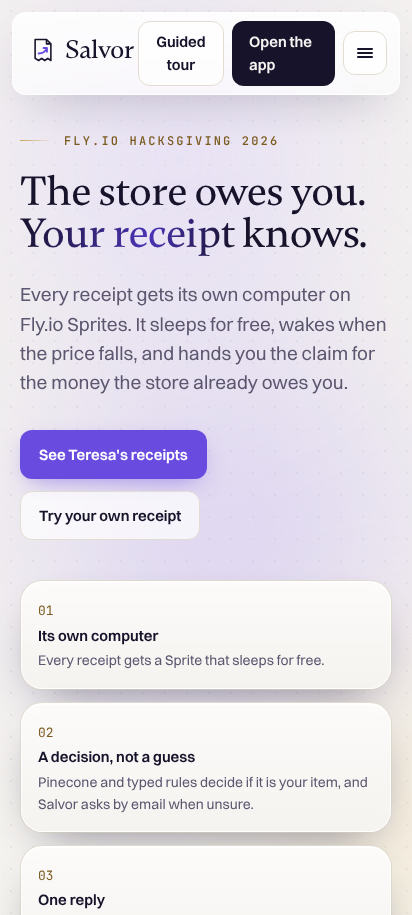 Salvor
Guided
tour
Open the
app
FLY.IO HACKSGIVING 2026
The store owes you.
Your receipt knows.
Every receipt gets its own computer on
Fly.io Sprites. It sleeps for free, wakes when
the price falls, and hands you the claim for
the money the store already owes you.
See Teresa's receipts
Try your own receipt
01
Its own computer
Every receipt gets a Sprite that sleeps for free.
02
A decision, not a guess
Pinecone and typed rules decide if it is your item, and
Salvor asks by email when unsure.
03
One reply